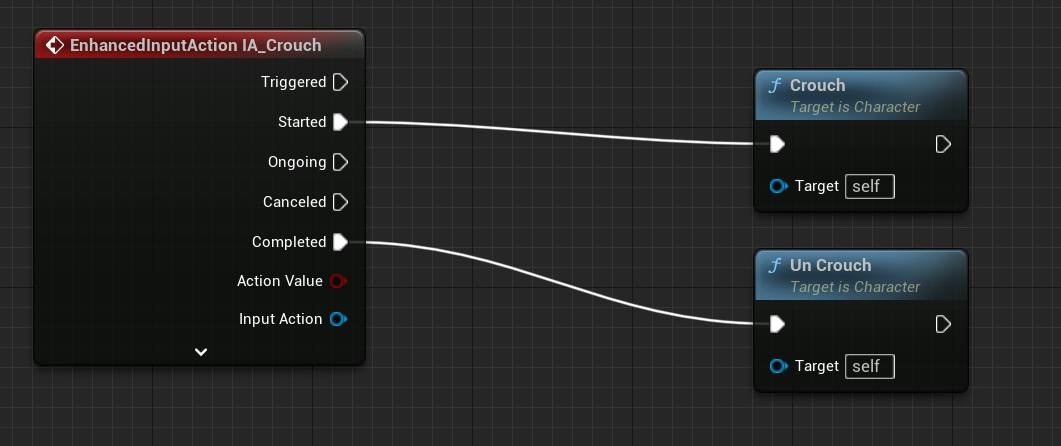 EnhancedInputAction IA_Crouch
Triggered
Started
Ongoing
Canceled
Completed
Action Value
Input Action
f Crouch
Target is Character
Target self
f Un Crouch
Target is Character
Target self